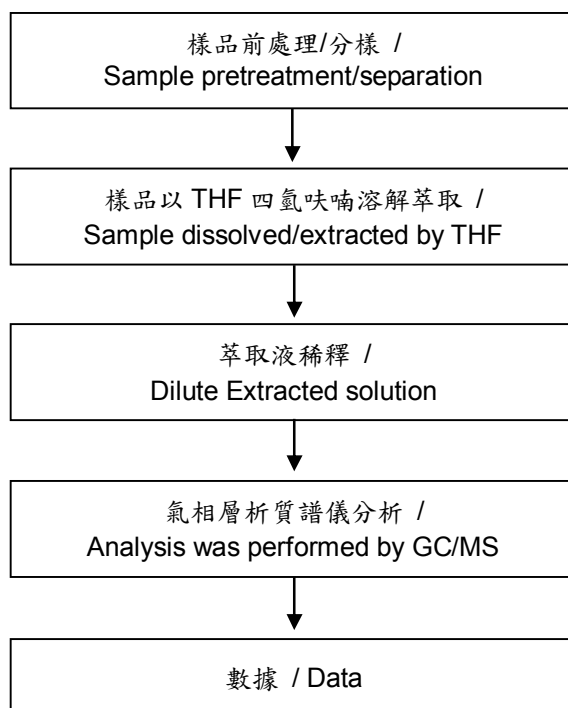 樣品前處理/分樣 /
Sample pretreatment/separation
樣品以 THF 四氫呋喃溶解萃取 /
Sample dissolved/extracted by THF
萃取液稀釋 /
Dilute Extracted solution
氣相層析質譜儀分析 /
Analysis was performed by GC/MS
數據 / Data